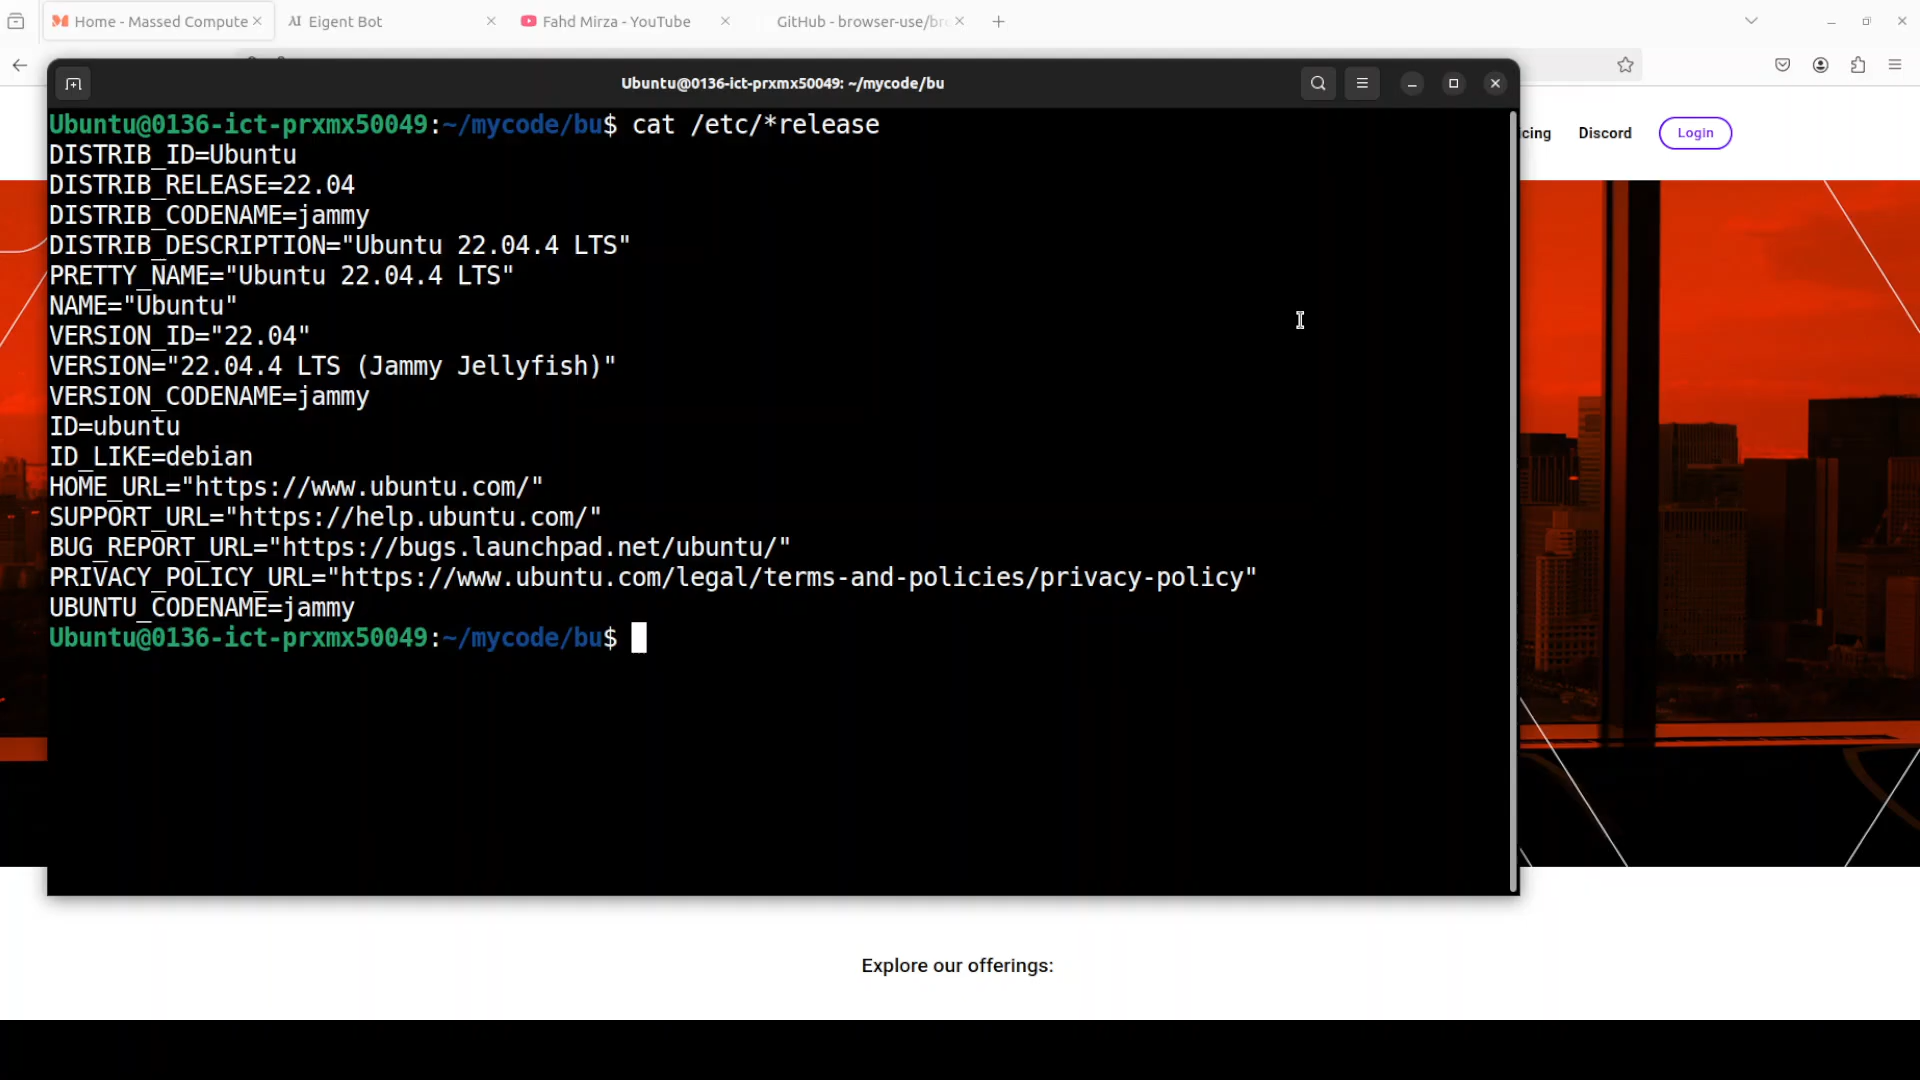 Home - Massed Compute
Eigent Bot
Fahd Mirza - YouTube
GitHub - browser-use/br
Ubuntu@0136-ict-prxmx50049: ~/mycode/bu
icing
Discord
Login
Ubuntu@0136-ict-prxmx50049:~/mycode/bu$ cat /etc/*release
DISTRIB_ID=Ubuntu
DISTRIB_RELEASE=22.04
DISTRIB_CODENAME=jammy
DISTRIB_DESCRIPTION="Ubuntu 22.04.4 LTS"
PRETTY_NAME="Ubuntu 22.04.4 LTS"
NAME="Ubuntu"
VERSION_ID="22.04"
VERSION="22.04.4 LTS (Jammy Jellyfish)"
VERSION_CODENAME=jammy
ID=ubuntu
ID_LIKE=debian
HOME_URL="https://www.ubuntu.com/"
SUPPORT_URL="https://help.ubuntu.com/"
BUG_REPORT_URL="https://bugs.launchpad.net/ubuntu/"
PRIVACY_POLICY_URL="https://www.ubuntu.com/legal/terms-and-policies/privacy-policy"
UBUNTU_CODENAME=jammy
Ubuntu@0136-ict-prxmx50049:~/mycode/bu$
Explore our offerings: